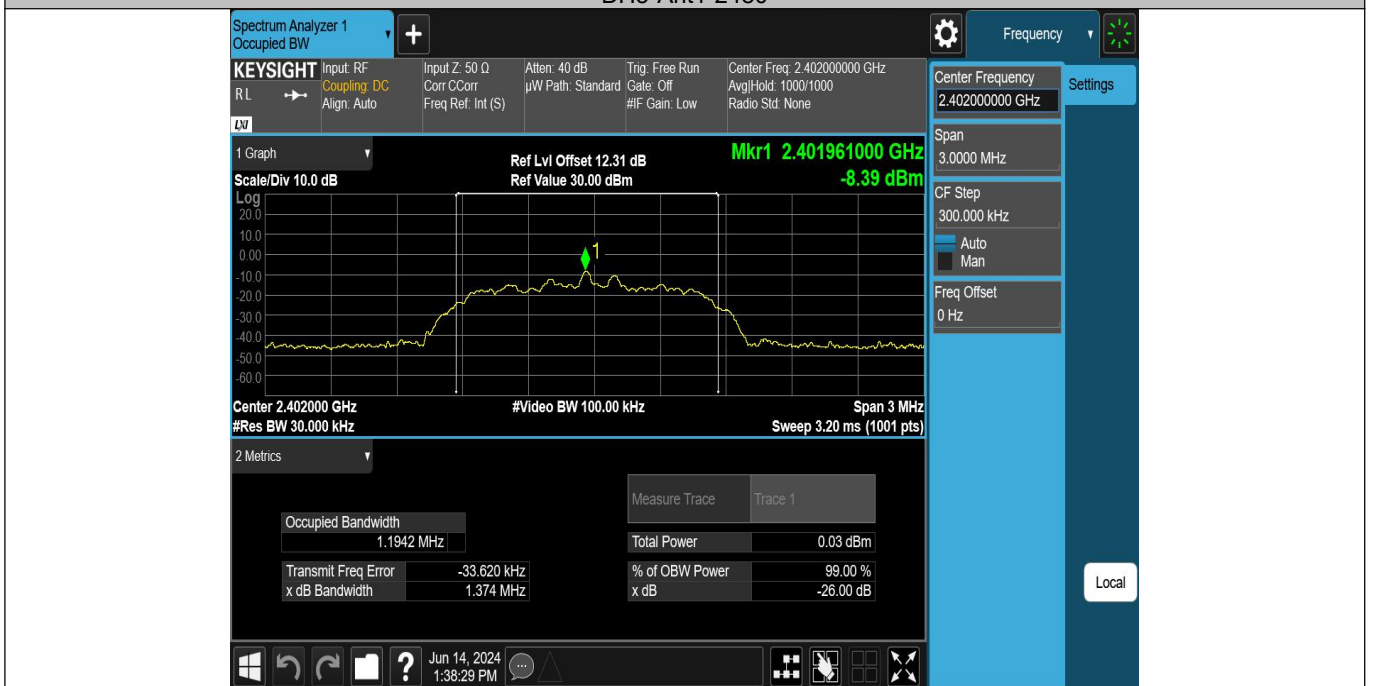 Spectrum Analyzer 1
Occupied BW
Frequency
KEYSIGHT
R L
LXI
Input: RF
Coupling: DC
Align: Auto
Input Z: 50 Ω
Corr CCorr
Freq Ref: Int (S)
Atten: 40 dB
µW Path: Standard
Trig: Free Run
Gate: Off
#IF Gain: Low
Center Freq: 2.402000000 GHz
Avg|Hold: 1000/1000
Radio Std: None
Center Frequency
2.402000000 GHz
Settings
Span
3.0000 MHz
CF Step
300.000 kHz
Auto
Man
Freq Offset
0 Hz
Local
1 Graph
Scale/Div 10.0 dB
Ref Lvl Offset 12.31 dB
Ref Value 30.00 dBm
Mkr1 2.401961000 GHz
-8.39 dBm
Log
20.0
10.0
0.00
-10.0
-20.0
-30.0
-40.0
-50.0
-60.0
1
Center 2.402000 GHz
#Video BW 100.00 kHz
Span 3 MHz
#Res BW 30.000 kHz
Sweep 3.20 ms (1001 pts)
2 Metrics
Measure Trace Trace 1
Occupied Bandwidth
1.1942 MHz
Total Power 0.03 dBm
Transmit Freq Error -33.620 kHz
% of OBW Power 99.00 %
x dB Bandwidth 1.374 MHz
x dB -26.00 dB
Jun 14, 2024
1:38:29 PM